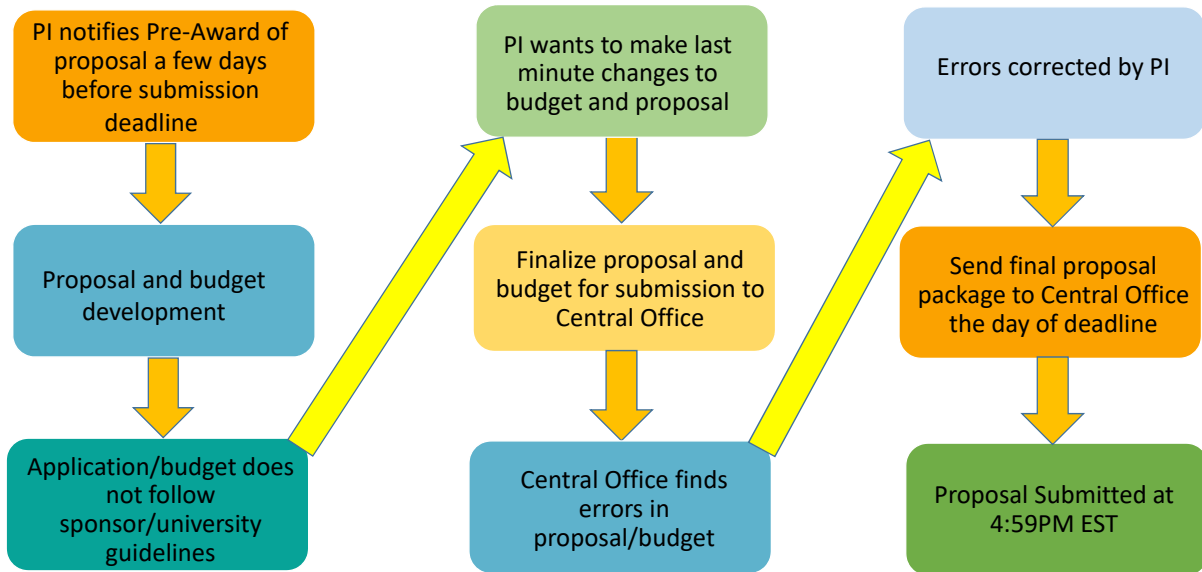 PI notifies Pre-Award of
proposal a few days
before submission
deadline
Proposal and budget
development
Application/budget does
not follow
sponsor/university
guidelines
PI wants to make last
minute changes to
budget and proposal
Finalize proposal and
budget for submission to
Central Office
Central Office finds
errors in
proposal/budget
Errors corrected by PI
Send final proposal
package to Central Office
the day of deadline
Proposal Submitted at
4:59PM EST